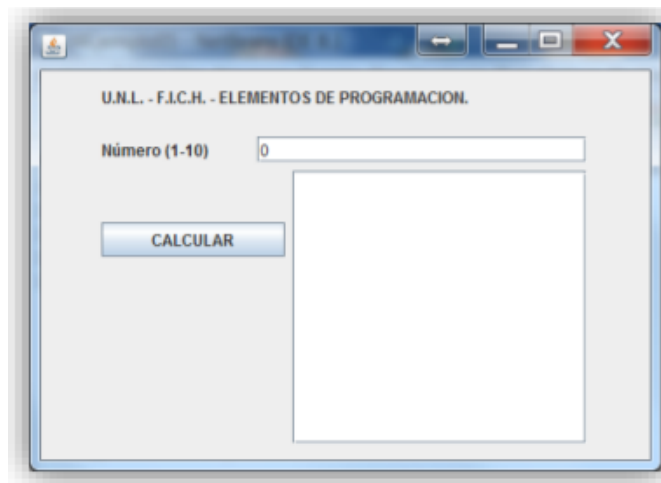 U.N.L. - F.I.C.H. - ELEMENTOS DE PROGRAMACION.
Número (1-10)
0
CALCULAR